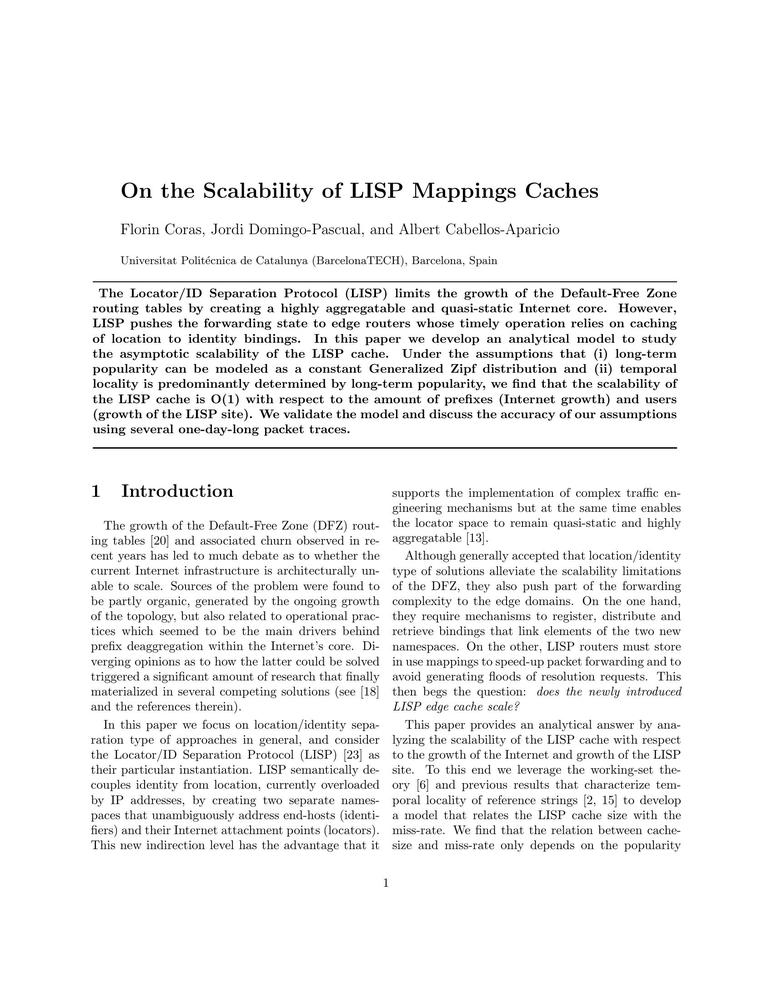 On the Scalability of LISP Mappings Caches
Florin Coras, Jordi Domingo-Pascual, and Albert Cabellos-Aparicio
Universitat Politécnica de Catalunya (BarcelonaTECH), Barcelona, Spain
The Locator/ID Separation Protocol (LISP) limits the growth of the Default-Free Zone
routing tables by creating a highly aggregatable and quasi-static Internet core. However,
LISP pushes the forwarding state to edge routers whose timely operation relies on caching
of location to identity bindings. In this paper we develop an analytical model to study
the asymptotic scalability of the LISP cache. Under the assumptions that (i) long-term
popularity can be modeled as a constant Generalized Zipf distribution and (ii) temporal
locality is predominantly determined by long-term popularity, we find that the scalability of
the LISP cache is O(1) with respect to the amount of prefixes (Internet growth) and users
(growth of the LISP site). We validate the model and discuss the accuracy of our assumptions
using several one-day-long packet traces.
1 Introduction
The growth of the Default-Free Zone (DFZ) rout-
ing tables [20] and associated churn observed in re-
cent years has led to much debate as to whether the
current Internet infrastructure is architecturally un-
able to scale. Sources of the problem were found to
be partly organic, generated by the ongoing growth
of the topology, but also related to operational prac-
tices which seemed to be the main drivers behind
prefix deaggregation within the Internet's core. Di-
verging opinions as to how the latter could be solved
triggered a significant amount of research that finally
materialized in several competing solutions (see [18]
and the references therein).
In this paper we focus on location/identity sepa-
ration type of approaches in general, and consider
the Locator/ID Separation Protocol (LISP) [23] as
their particular instantiation. LISP semantically de-
couples identity from location, currently overloaded
by IP addresses, by creating two separate names-
paces that unambiguously address end-hosts (identi-
fiers) and their Internet attachment points (locators).
This new indirection level has the advantage that it
supports the implementation of complex traffic en-
gineering mechanisms but at the same time enables
the locator space to remain quasi-static and highly
aggregatable [13].
Although generally accepted that location/identity
type of solutions alleviate the scalability limitations
of the DFZ, they also push part of the forwarding
complexity to the edge domains. On the one hand,
they require mechanisms to register, distribute and
retrieve bindings that link elements of the two new
namespaces. On the other, LISP routers must store
in use mappings to speed-up packet forwarding and to
avoid generating floods of resolution requests. This
then begs the question: does the newly introduced
LISP edge cache scale?
This paper provides an analytical answer by ana-
lyzing the scalability of the LISP cache with respect
to the growth of the Internet and growth of the LISP
site. To this end we leverage the working-set the-
ory [6] and previous results that characterize tem-
poral locality of reference strings [2, 15] to develop
a model that relates the LISP cache size with the
miss-rate. We find that the relation between cache-
size and miss-rate only depends on the popularity
1